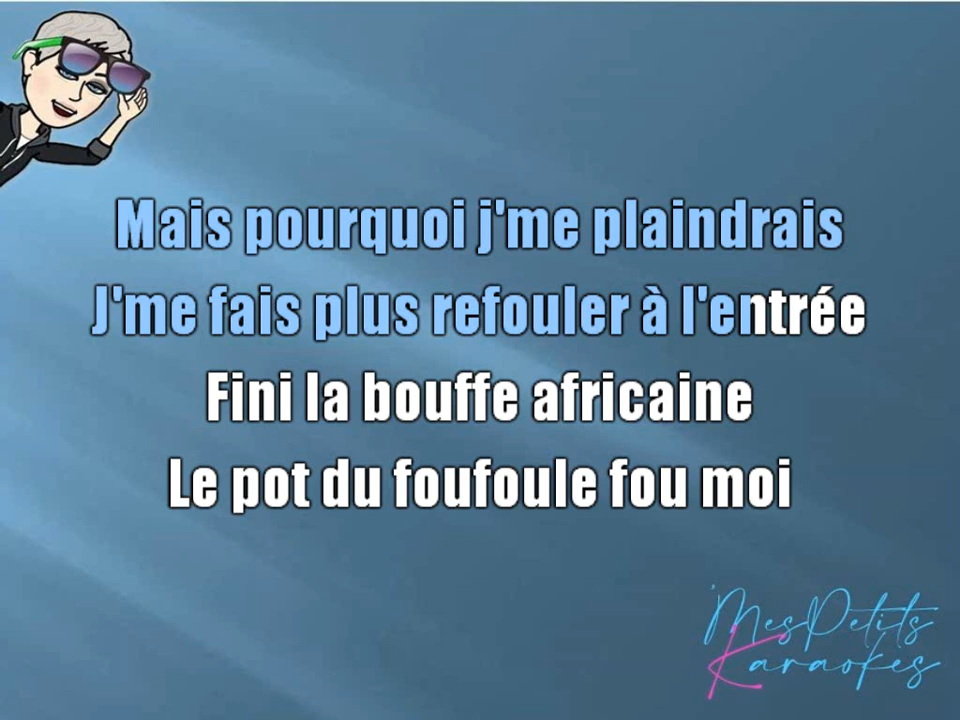 Mais pourquoi j'me plaindrais
J'me fais plus refouler à l'entrée
Fini la bouffe africaine
Le pot du foufoule fou moi
MesPetits
Karaokes